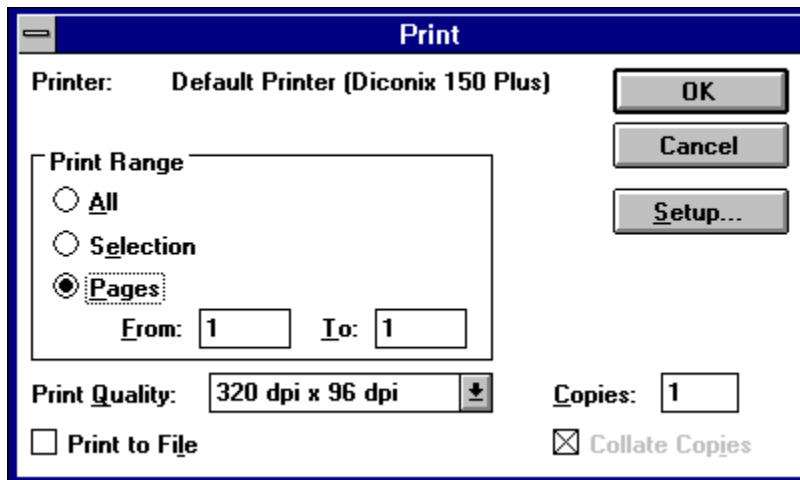 Print
Printer: Default Printer (Diconix 150 Plus)
OK
Cancel
Setup...
Print Range
All
Selection
Pages
From: 1 To: 1
Print Quality: 320 dpi x 96 dpi Copies: 1
Print to File Collate Copies